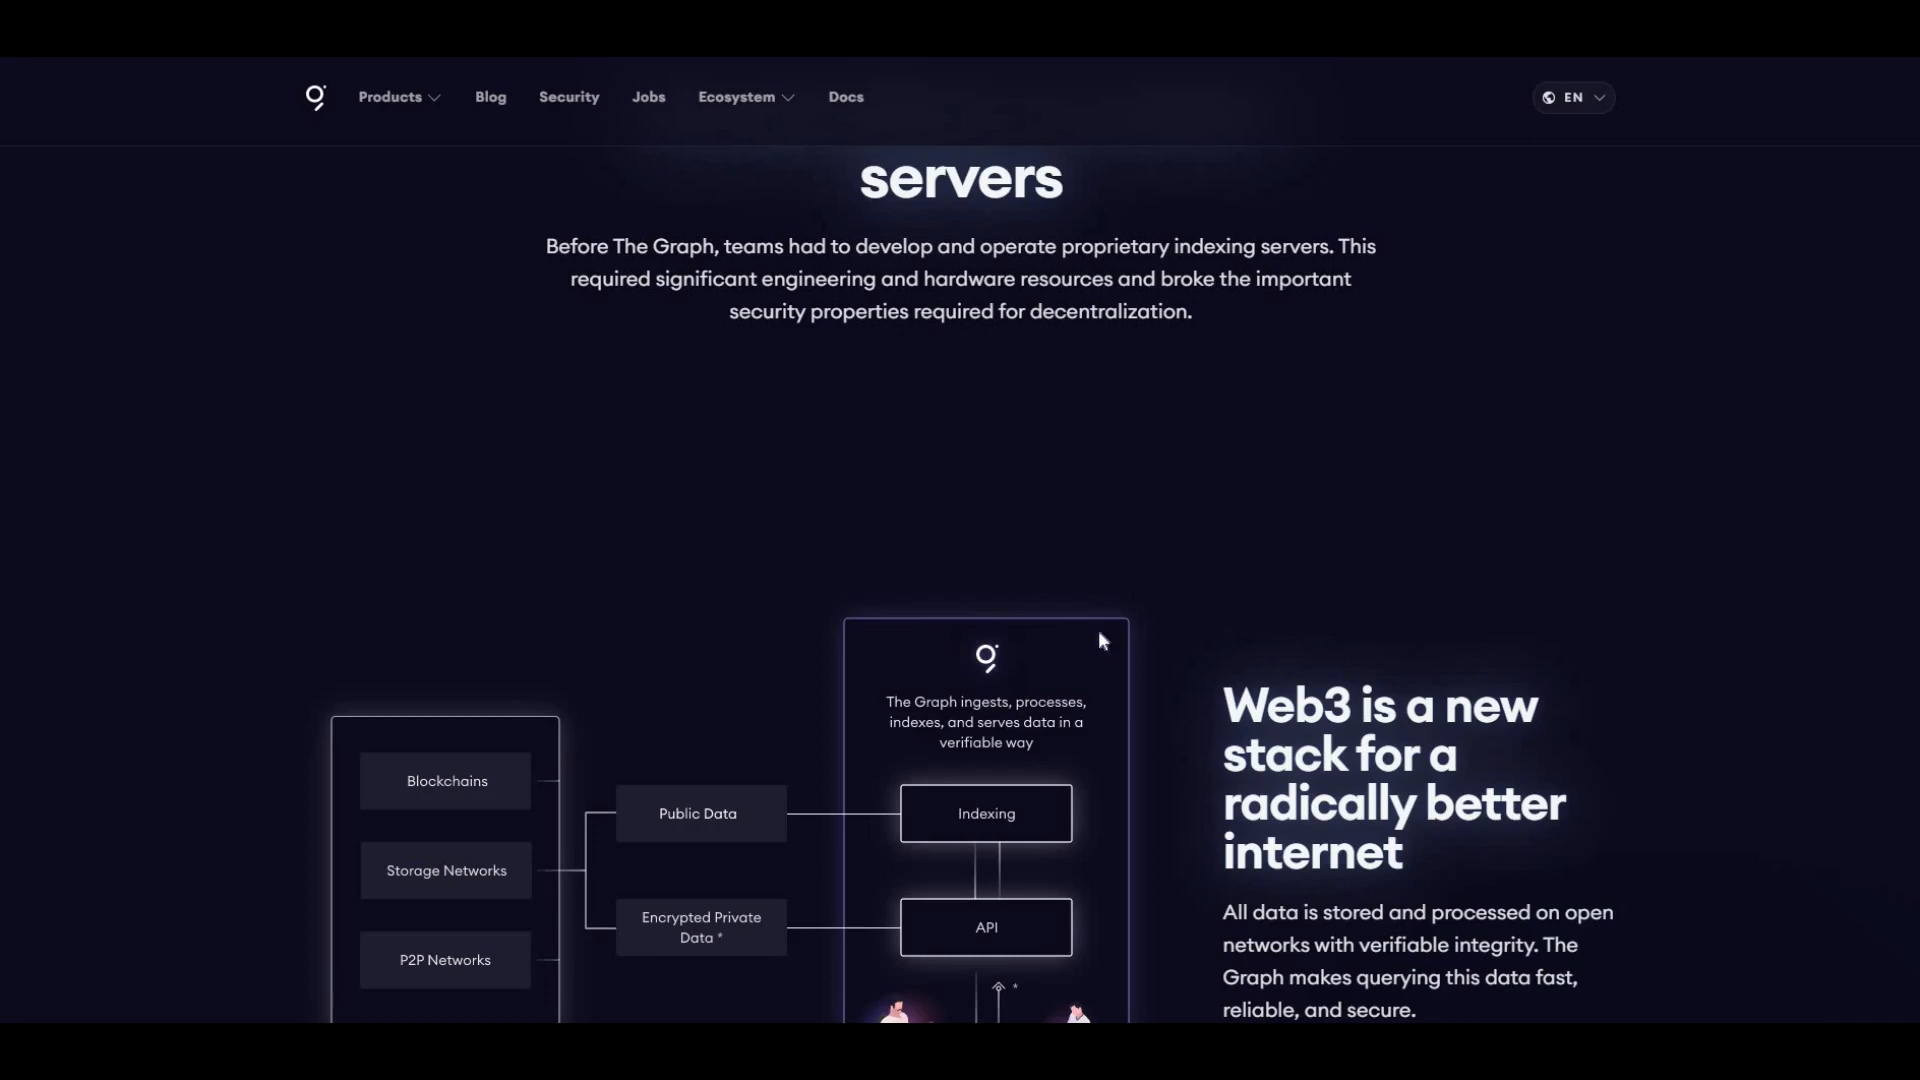 Products
Blog
Security
Jobs
Ecosystem
Docs
EN
servers
Before The Graph, teams had to develop and operate proprietary indexing servers. This
required significant engineering and hardware resources and broke the important
security properties required for decentralization.
The Graph ingests, processes,
indexes, and serves data in a
verifiable way
Blockchains
Storage Networks
P2P Networks
Public Data
Encrypted Private
Data *
Indexing
API
*
Web3 is a new
stack for a
radically better
internet
All data is stored and processed on open
networks with verifiable integrity. The
Graph makes querying this data fast,
reliable, and secure.